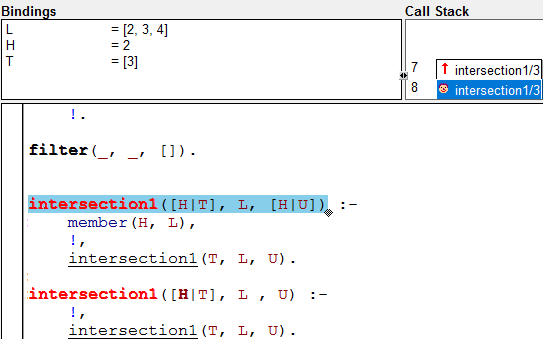 Bindings
L = [2, 3, 4]
H = 2
T = [3]
Call Stack
7 intersection1/3
8 intersection1/3
!.
filter(_, _, []).
intersection1([H|T], L, [H|U]) :-
member(H, L),
!,
intersection1(T, L, U).
intersection1([H|T], L , U) :-
!,
intersection1(T, L, U).